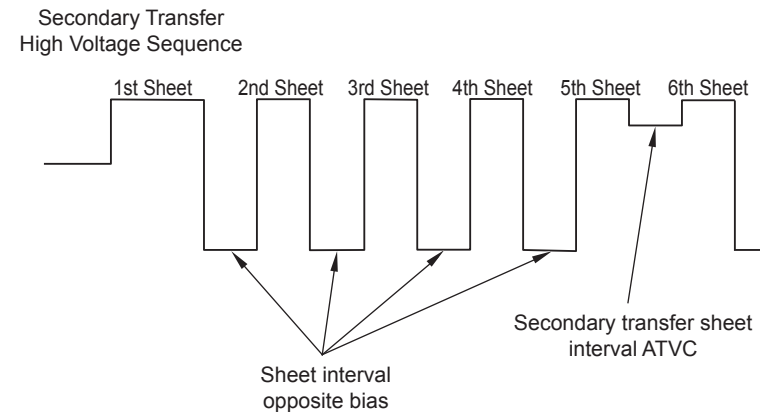 Secondary Transfer
High Voltage Sequence
1st Sheet 2nd Sheet 3rd Sheet 4th Sheet 5th Sheet 6th Sheet
Secondary transfer sheet
interval ATVC
Sheet interval
opposite bias